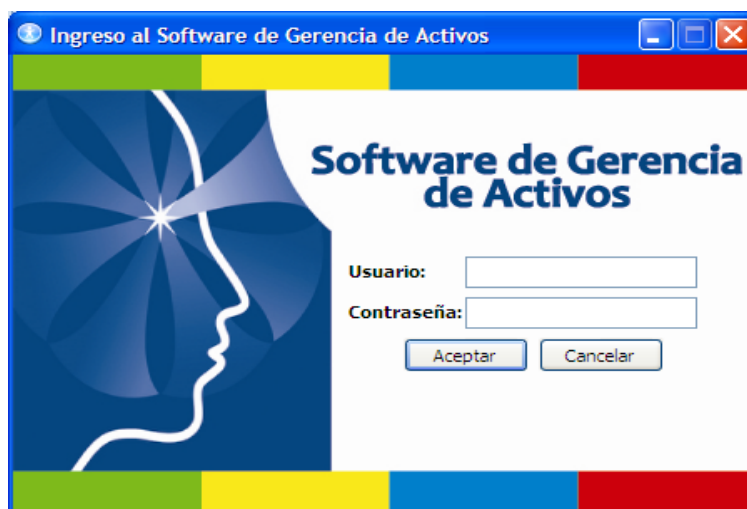 Ingreso al Software de Gerencia de Activos
Software de Gerencia
de Activos
Usuario:
Contraseña:
Aceptar Cancelar